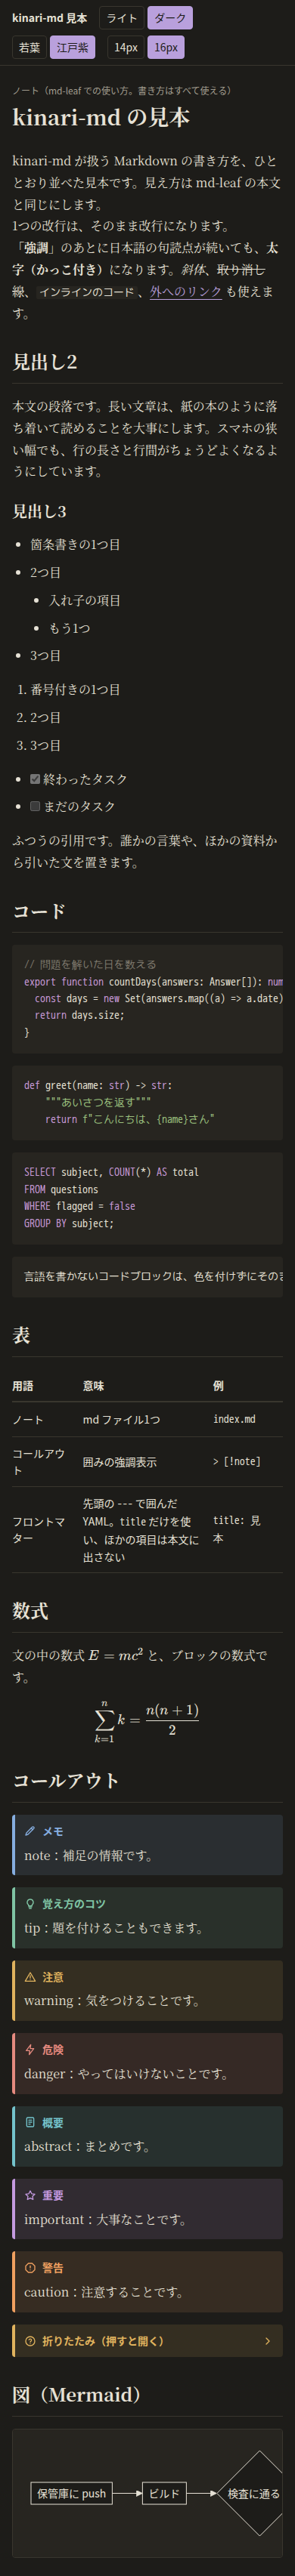 kinari-md 見本 ライト ダーク
若葉 江戸紫 14px 16px
ノート（md-leaf での使い方。書き方はすべて使える）
kinari-md の見本
kinari-md が扱う Markdown の書き方を、ひと
とおり並べた見本です。見え方は md-leaf の本文
と同じにします。
1つの改行は、そのまま改行になります。
「強調」のあとに日本語の句読点が続いても、太
字（かっこ付き）になります。斜体、取り消し
線、インラインのコード、外へのリンク も使えま
す。
見出し2
本文の段落です。長い文章は、紙の本のように落
ち着いて読めることを大事にします。スマホの狭
い幅でも、行の長さと行間がちょうどよくなるよ
うにしています。
見出し3
• 箇条書きの1つ目
• 2つ目
• 入れ子の項目
• もう1つ
• 3つ目
1. 番号付きの1つ目
2. 2つ目
3. 3つ目
• 終わったタスク
• まだのタスク
ふつうの引用です。誰かの言葉や、ほかの資料か
ら引いた文を置きます。
コード
// 問題を解いた日を数える
export function countDays(answers: Answer[]): num
const days = new Set(answers.map((a) => a.date)
return days.size;
}
def greet(name: str) -> str:
"""あいさつを返す"""
return f"こんにちは、{name}さん"
SELECT subject, COUNT(*) AS total
FROM questions
WHERE flagged = false
GROUP BY subject;
言語を書かないコードブロックは、色を付けずにそのま
表
用語 意味 例
ノート md ファイル1つ index.md
コールアウト 囲みの強調表示 > [!note]
フロントマター 先頭の --- で囲んだ YAML。title だけを使い、ほかの項目は本文に出さない title: 見本
数式
文の中の数式 E = mc² と、ブロックの数式で
す。
∑_{k=1}^{n} k = n(n + 1) / 2
コールアウト
メモ
note：補足の情報です。
覚え方のコツ
tip：題を付けることもできます。
注意
warning：気をつけることです。
危険
danger：やってはいけないことです。
概要
abstract：まとめです。
重要
important：大事なことです。
警告
caution：注意することです。
折りたたみ（押すと開く）
図（Mermaid）
保管庫に push ビルド 検査に通る